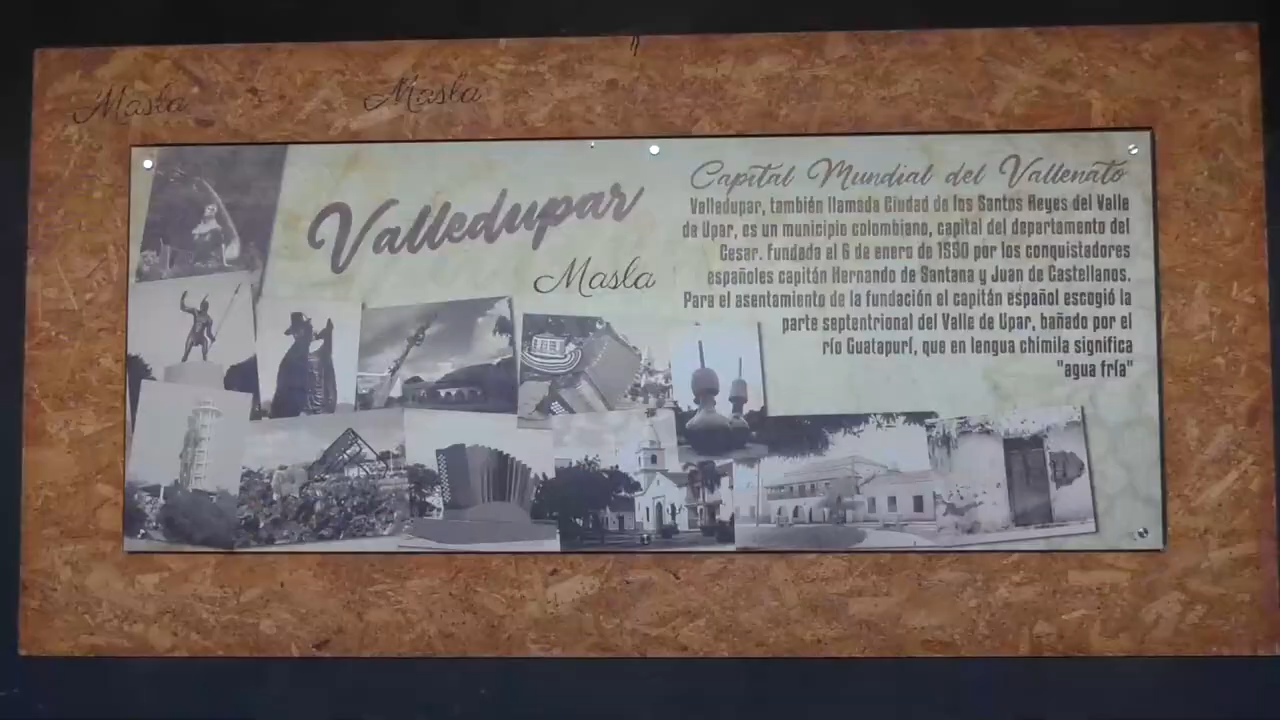 Masla
Masla
Valledupar
Masla
Capital Mundial del Vallenato
Valledupar, también llamada Ciudad de los Santos Reyes del Valle
de Upar, es un municipio colombiano, capital del departamento del
Cesar. Fundada al 6 de enero de 1550 por los conquistadores
españoles capitán Hernando de Santana y Juan de Castellanos.
Para el asentamiento de la fundación el capitán español escogió la
parte septentrional del Valle de Upar, bañado por el
río Guatapurí, que en lengua chimila significa
"agua fría"